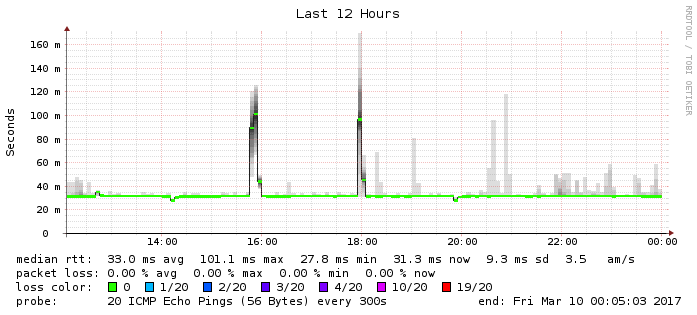 Last 12 Hours
RRDTOOL / TOBI OETIKER
Seconds
160 m
140 m
120 m
100 m
80 m
60 m
40 m
20 m
0
14:00 16:00 18:00 20:00 22:00 00:00
median rtt: 33.0 ms avg 101.1 ms max 27.8 ms min 31.3 ms now 9.3 ms sd 3.5 am/s
packet loss: 0.00 % avg 0.00 % max 0.00 % min 0.00 % now
loss color: 0 1/20 2/20 3/20 4/20 10/20 19/20
probe: 20 ICMP Echo Pings (56 Bytes) every 300s end: Fri Mar 10 00:05:03 2017